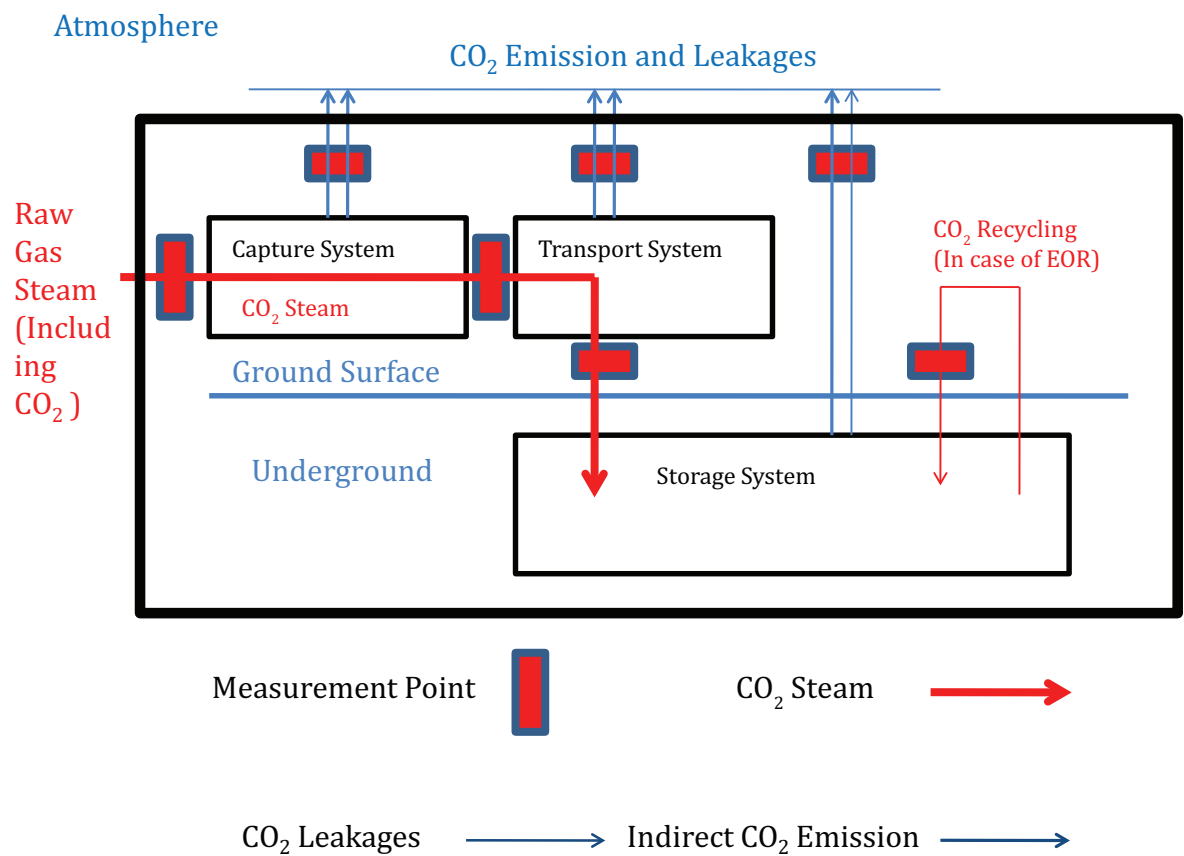 Atmosphere
CO₂ Emission and Leakages
Raw
Gas
Steam
(Includ
ing
CO₂ )
Capture System
Transport System
CO₂ Recycling
(In case of EOR)
CO₂ Steam
Ground Surface
Underground
Storage System
Measurement Point
CO₂ Steam
CO₂ Leakages
Indirect CO₂ Emission